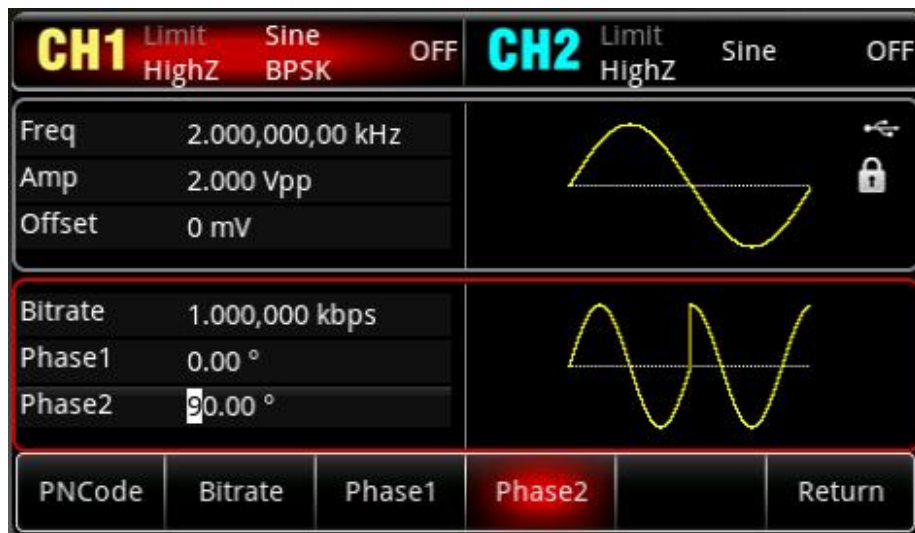 CH1 Limit Sine OFF CH2 Limit Sine OFF
HighZ BPSK HighZ
Freq 2.000,000,00 kHz
Amp 2.000 Vpp
Offset 0 mV
Bitrate 1.000,000 kbps
Phase1 0.00 °
Phase2 90.00 °
PNCode Bitrate Phase1 Phase2 Return